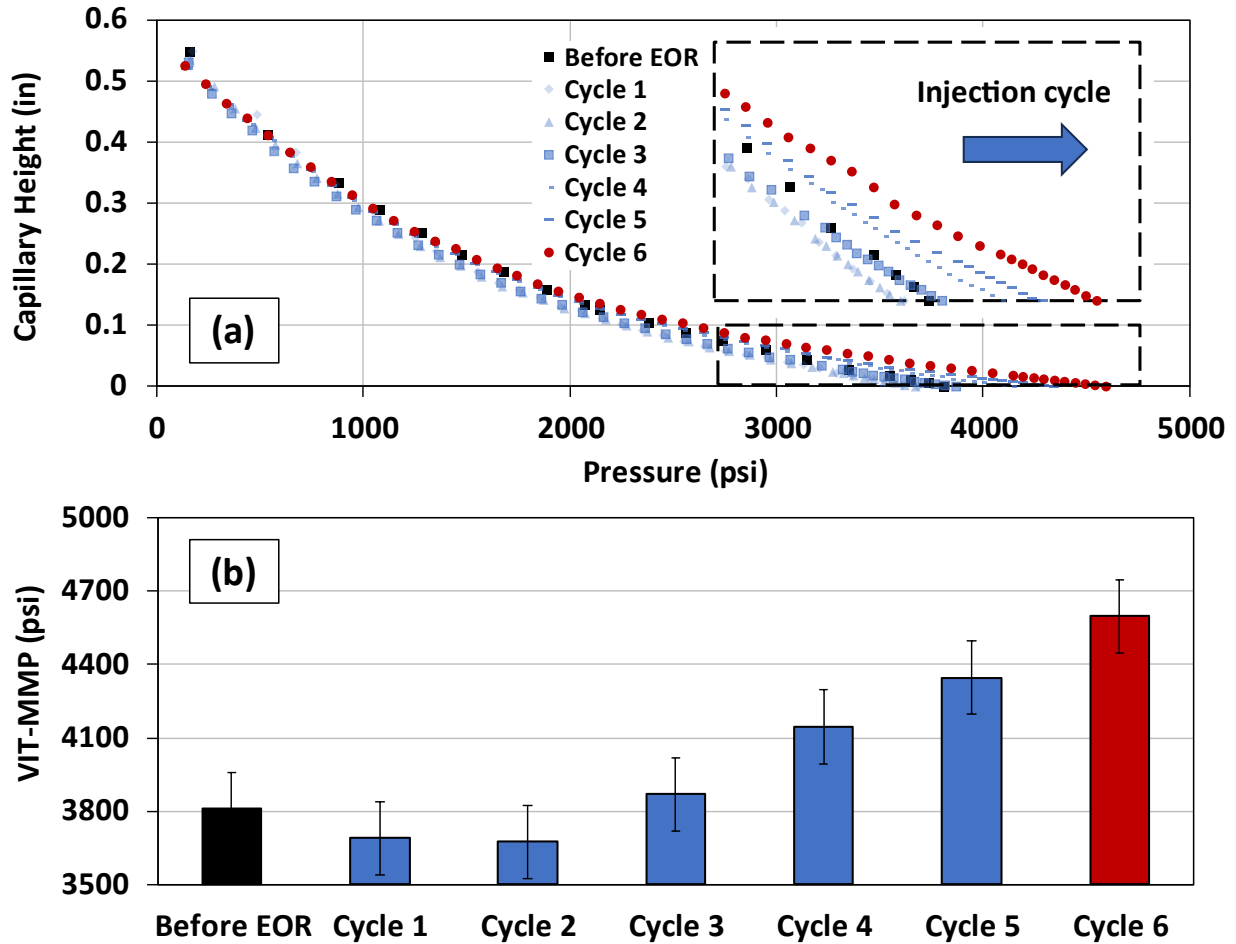 0.6
0.5
0.4
0.3
0.2
0.1
0
Capillary Height (in)
(a)
Before EOR
Cycle 1
Cycle 2
Cycle 3
Cycle 4
Cycle 5
Cycle 6
Injection cycle
0 1000 2000 3000 4000 5000
Pressure (psi)
5000
4700
4400
4100
3800
3500
VIT-MMP (psi)
(b)
Before EOR Cycle 1 Cycle 2 Cycle 3 Cycle 4 Cycle 5 Cycle 6